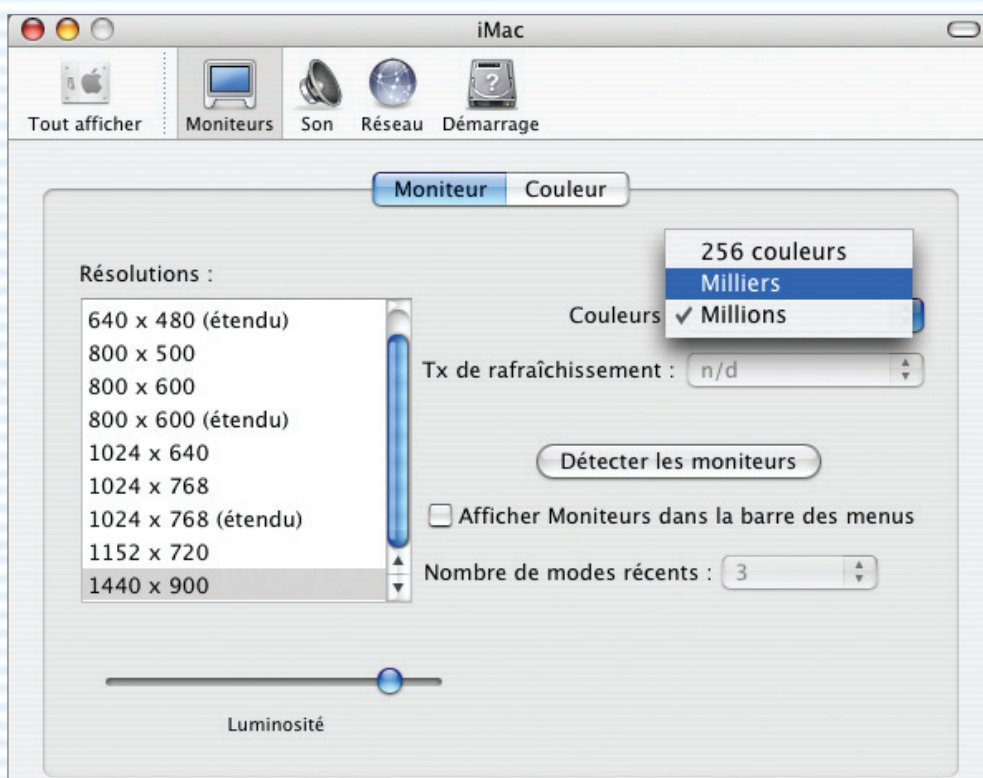 iMac
Tout afficher
Moniteurs
Son
Réseau
Démarrage
Moniteur
Couleur
Résolutions :
640 x 480 (étendu)
800 x 500
800 x 600
800 x 600 (étendu)
1024 x 640
1024 x 768
1024 x 768 (étendu)
1152 x 720
1440 x 900
Luminosité
Couleurs
256 couleurs
Milliers
✓ Millions
Tx de rafraîchissement : n/d
Détecter les moniteurs
Afficher Moniteurs dans la barre des menus
Nombre de modes récents : 3